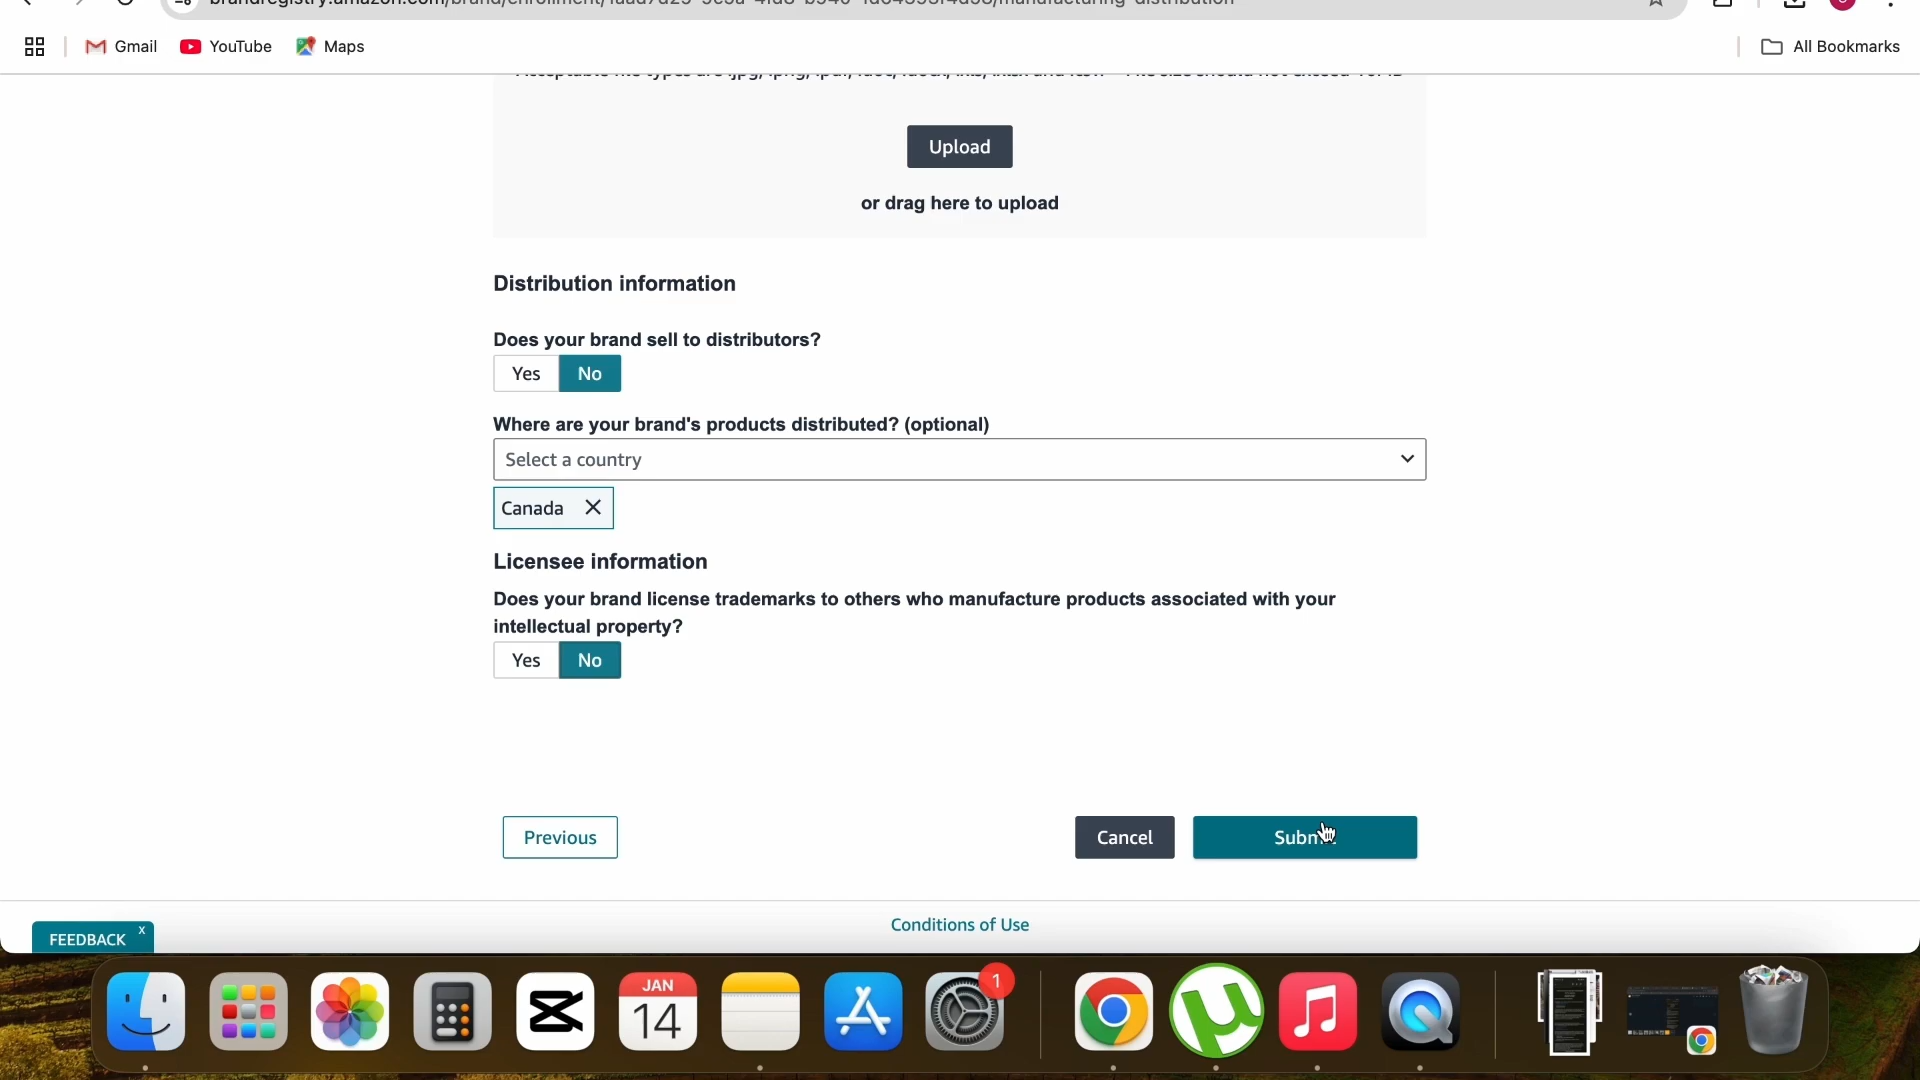 Gmail
YouTube
Maps
All Bookmarks
Upload
or drag here to upload
Distribution information
Does your brand sell to distributors?
Yes No
Where are your brand's products distributed? (optional)
Select a country
Canada X
Licensee information
Does your brand license trademarks to others who manufacture products associated with your
intellectual property?
Yes No
Previous
Cancel
Conditions of Use
FEEDBACK x
JAN
14
1